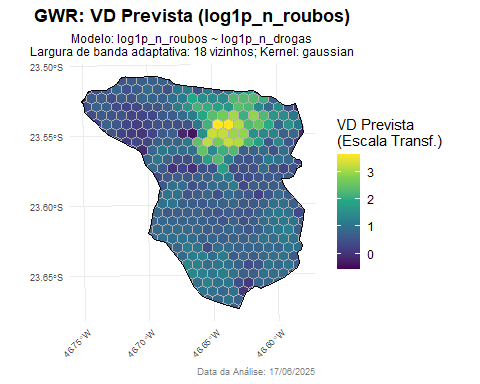 GWR: VD Prevista (log1p_n_roubos)
Modelo: log1p_n_roubos ~ log1p_n_drogas
Largura de banda adaptativa: 18 vizinhos; Kernel: gaussian
23.50°S
23.55°S
23.60°S
23.65°S
46.75°W
46.70°W
46.65°W
46.60°W
VD Prevista
(Escala Transf.)
3
2
1
0
Data da Análise: 17/06/2025